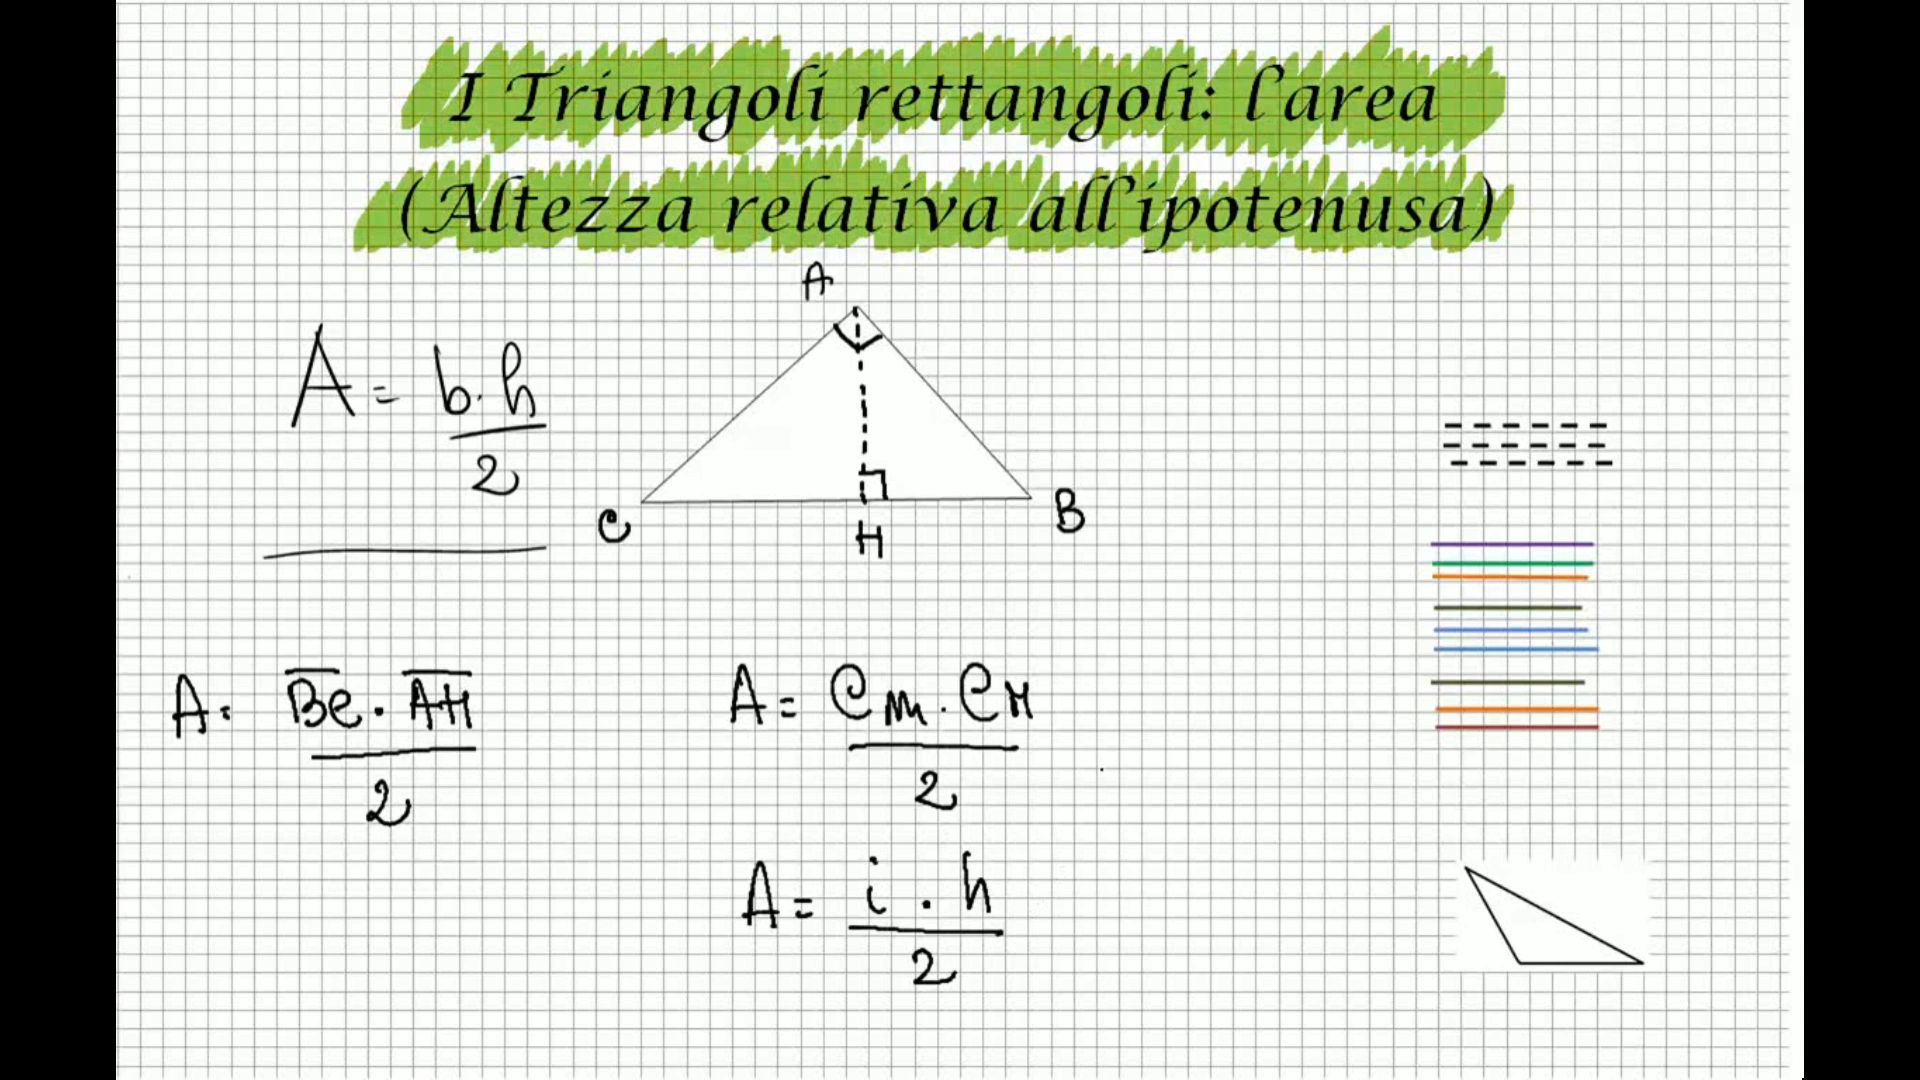 I Triangoli rettangoli: l'area
(Altezza relativa all'ipotenusa)
A
A = b·h
2
C
H
B
A = BC · AH
2
A = CM · CM
2
A = i · h
2